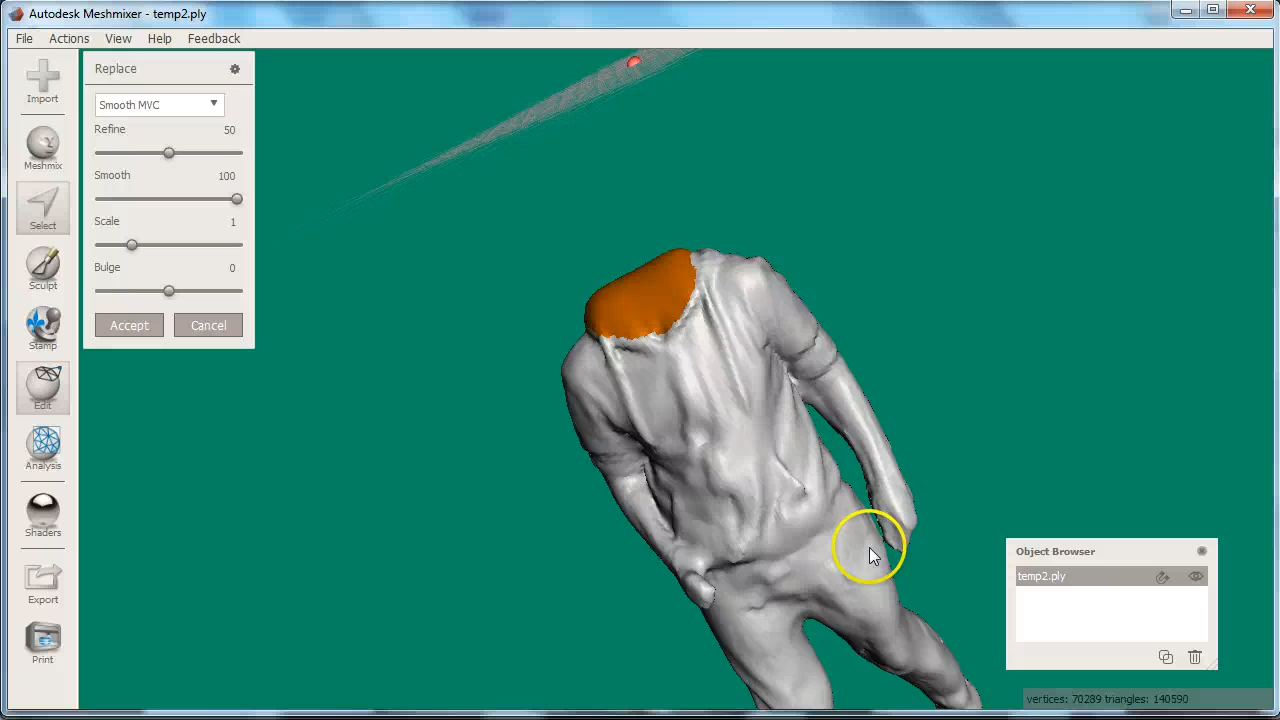 Autodesk Meshmixer - temp2.ply
File Actions View Help Feedback
Import
Meshmix
Select
Sculpt
Stamp
Edit
Analysis
Shaders
Export
Print
Replace
Smooth MVC
Refine 50
Smooth 100
Scale 1
Bulge 0
Accept Cancel
Object Browser
temp2.ply
vertices: 70289 triangles: 140590